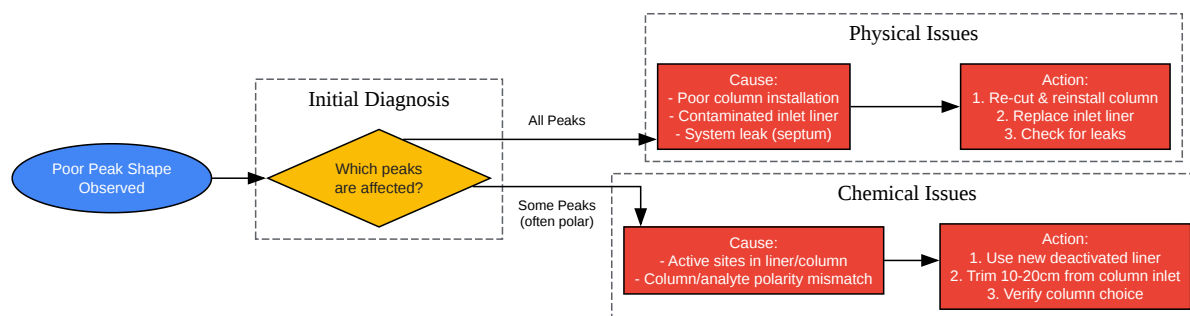 Poor Peak Shape
Observed
Initial Diagnosis
Which peaks
are affected?
All Peaks
Some Peaks
(often polar)
Physical Issues
Cause:
- Poor column installation
- Contaminated inlet liner
- System leak (septum)
Action:
1. Re-cut & reinstall column
2. Replace inlet liner
3. Check for leaks
Chemical Issues
Cause:
- Active sites in liner/column
- Column/analyte polarity mismatch
Action:
1. Use new deactivated liner
2. Trim 10-20cm from column inlet
3. Verify column choice